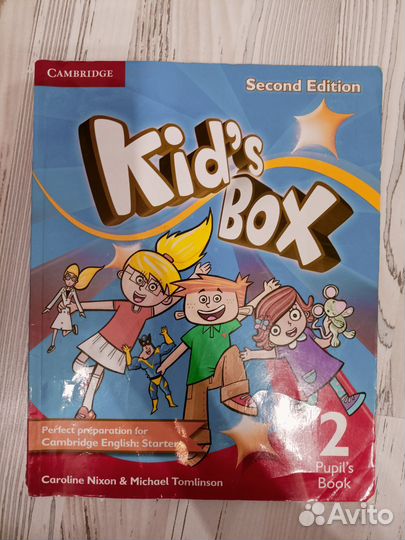 CAMBRIDGE
Second Edition
Kid's
Box
Perfect preparation for
Cambridge English: Starters
2
Pupil's
Book
Caroline Nixon & Michael Tomlinson
Avito